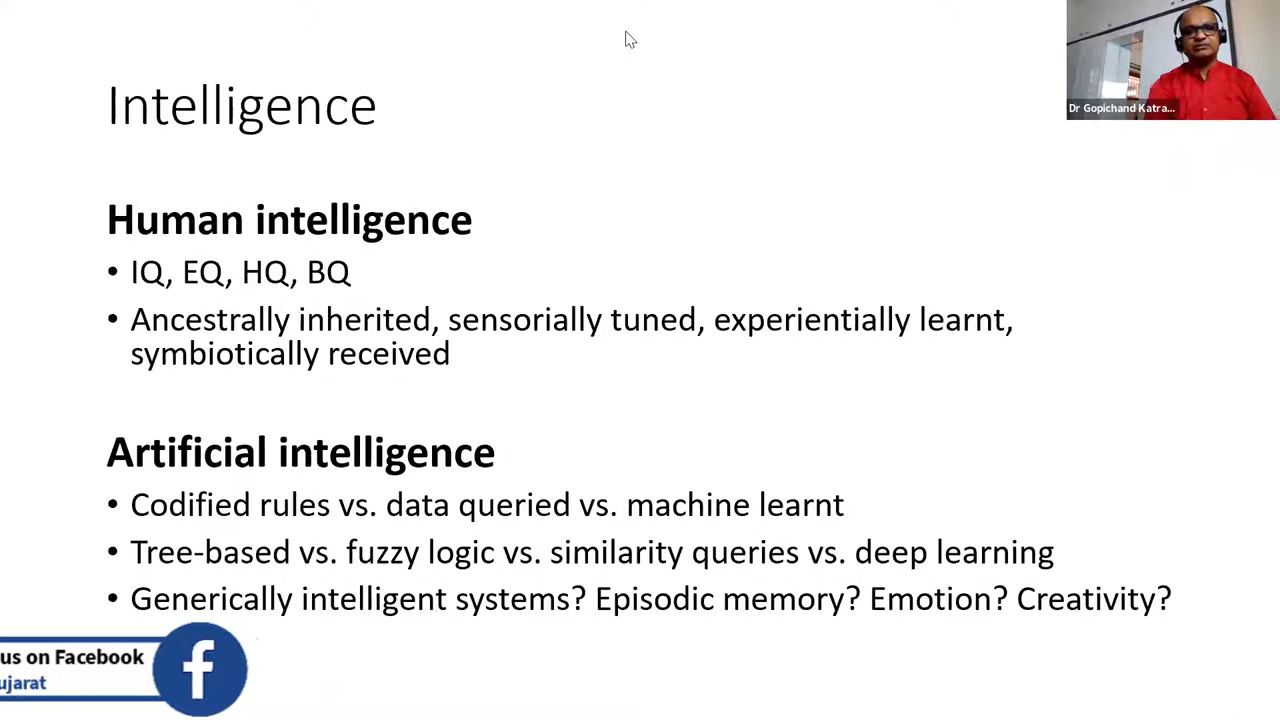 Dr Gopichand Katra...
Intelligence
Human intelligence
• IQ, EQ, HQ, BQ
• Ancestrally inherited, sensorially tuned, experientially learnt,
symbiotically received
Artificial intelligence
• Codified rules vs. data queried vs. machine learnt
• Tree-based vs. fuzzy logic vs. similarity queries vs. deep learning
• Generically intelligent systems? Episodic memory? Emotion? Creativity?
us on Facebook
ujarat